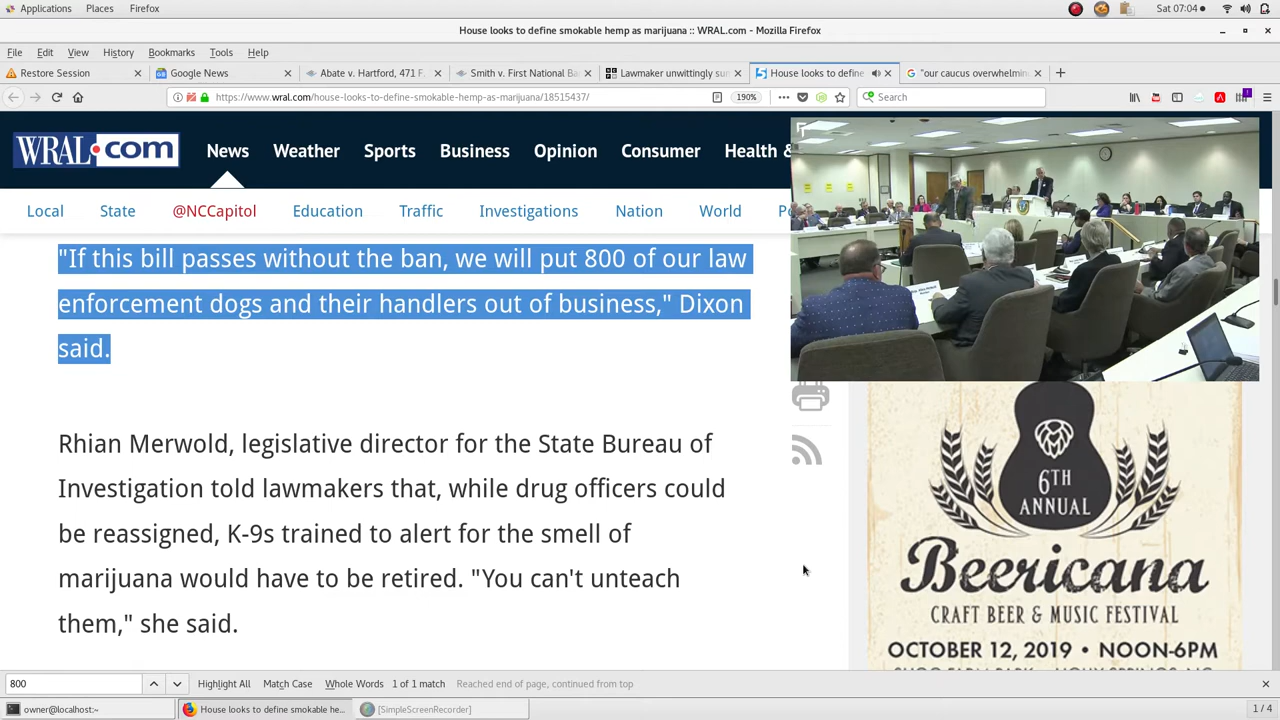 Applications Places Firefox Sat 07:04
House looks to define smokable hemp as marijuana :: WRAL.com - Mozilla Firefox
File Edit View History Bookmarks Tools Help
Restore Session Google News Abate v. Hartford, 471 F. Smith v. First National Ba Lawmaker unwittingly su House looks to define "our caucus overwhelmin
https://www.wral.com/house-looks-to-define-smokable-hemp-as-marijuana/18515437/ 190% Search
WRAL.com News Weather Sports Business Opinion Consumer Health &
Local State @NCCapitol Education Traffic Investigations Nation World
"If this bill passes without the ban, we will put 800 of our law
enforcement dogs and their handlers out of business," Dixon
said.
Rhian Merwold, legislative director for the State Bureau of
Investigation told lawmakers that, while drug officers could
be reassigned, K-9s trained to alert for the smell of
marijuana would have to be retired. "You can't unteach
them," she said.
6TH
ANNUAL
Beericana
CRAFT BEER & MUSIC FESTIVAL
OCTOBER 12, 2019 • NOON-6PM
800 Highlight All Match Case Whole Words 1 of 1 match Reached end of page, continued from top
owner@localhost:~ House looks to define smokable he... [SimpleScreenRecorder] 1 / 4